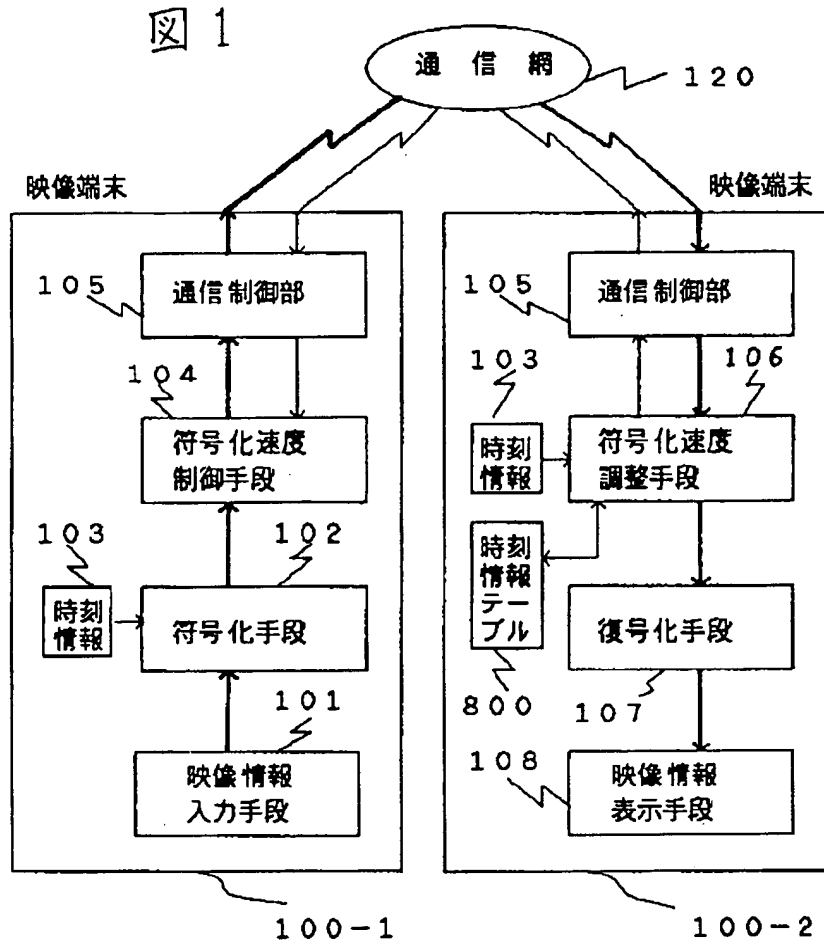 図1
通信網
120
映像端末
映像端末
105
通信制御部
104
符号化速度
制御手段
103
時刻
情報
102
符号化手段
101
映像情報
入力手段
100-1
105
通信制御部
103
時刻
情報
106
符号化速度
調整手段
時刻
情報
テー
ブル
800
復号化手段
107
108
映像情報
表示手段
100-2